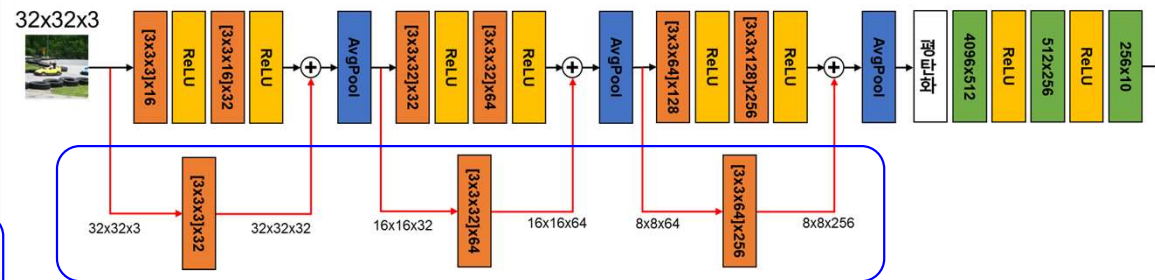 32x32x3
[3x3x3]x16
ReLU
[3x3x16]x32
ReLU
+
AvgPool
[3x3x32]x32
ReLU
[3x3x32]x64
ReLU
+
AvgPool
[3x3x64]x128
ReLU
[3x3x128]x256
ReLU
+
AvgPool
평탄화
4096x512
ReLU
512x256
ReLU
256x10
[3x3x3]x32
[3x3x32]x64
[3x3x64]x256
32x32x3
32x32x32
16x16x32
16x16x64
8x8x64
8x8x256